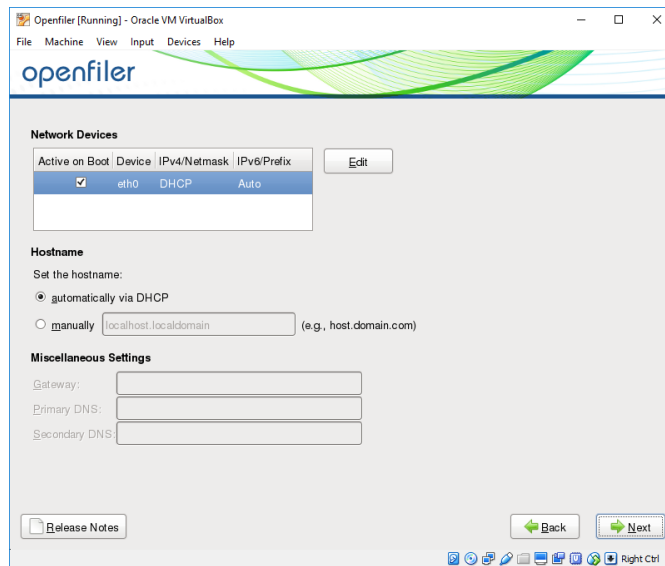 Openfiler [Running] - Oracle VM VirtualBox
File Machine View Input Devices Help
openfiler
Network Devices
Active on Boot Device IPv4/Netmask IPv6/Prefix
Edit
eth0 DHCP Auto
Hostname
Set the hostname:
automatically via DHCP
manually localhost.localdomain (e.g., host.domain.com)
Miscellaneous Settings
Gateway:
Primary DNS:
Secondary DNS:
Release Notes Back Next
Right Ctrl